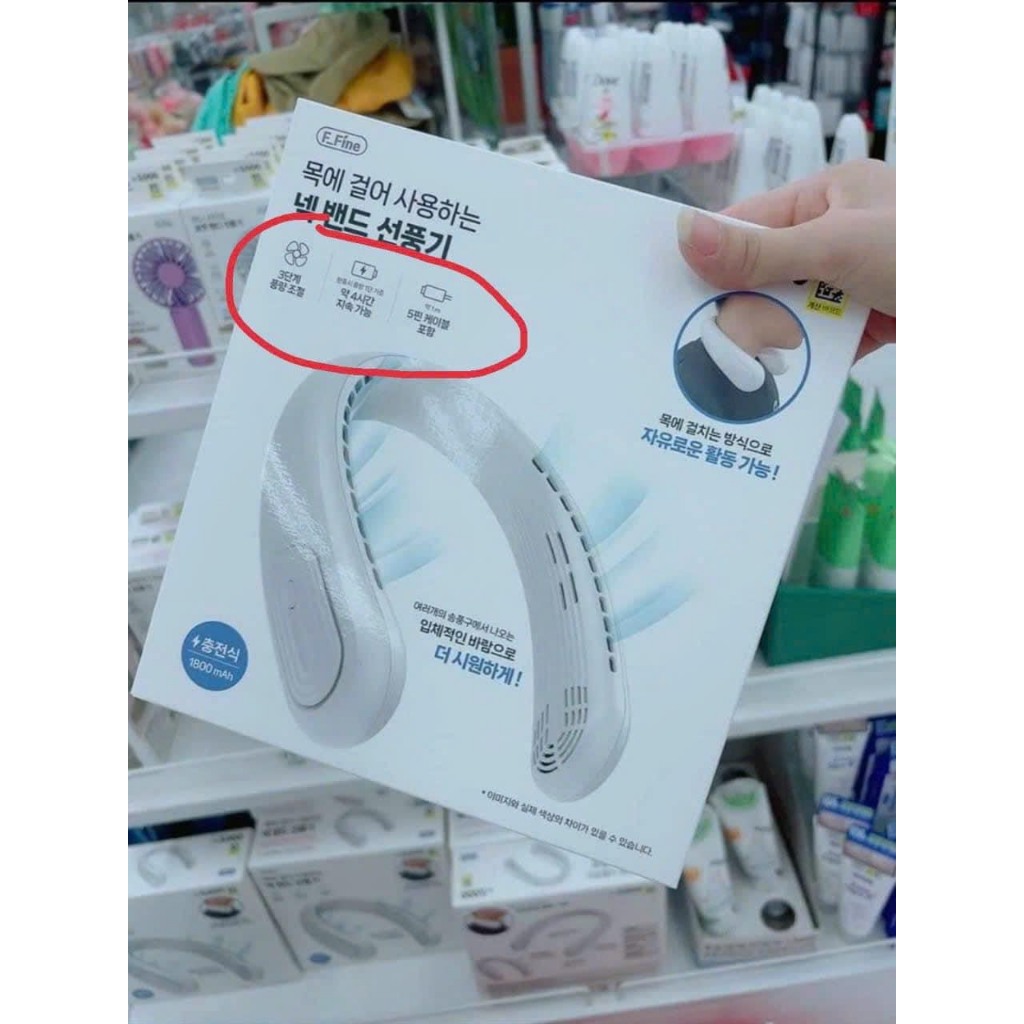 F_Fine
목에 걸어 사용하는
넥 밴드 선풍기
3단계
풍량 조절
약 4시간
지속 가능
약 1m
5핀 케이블
포함
목에 걸치는 방식으로
자유로운 활동 가능!
여러개의 송풍구에서 나오는
입체적인 바람으로
더 시원하게!
충전식
1800 mAh
* 이미지와 실제 색상의 차이가 있을 수 있습니다.
Dove